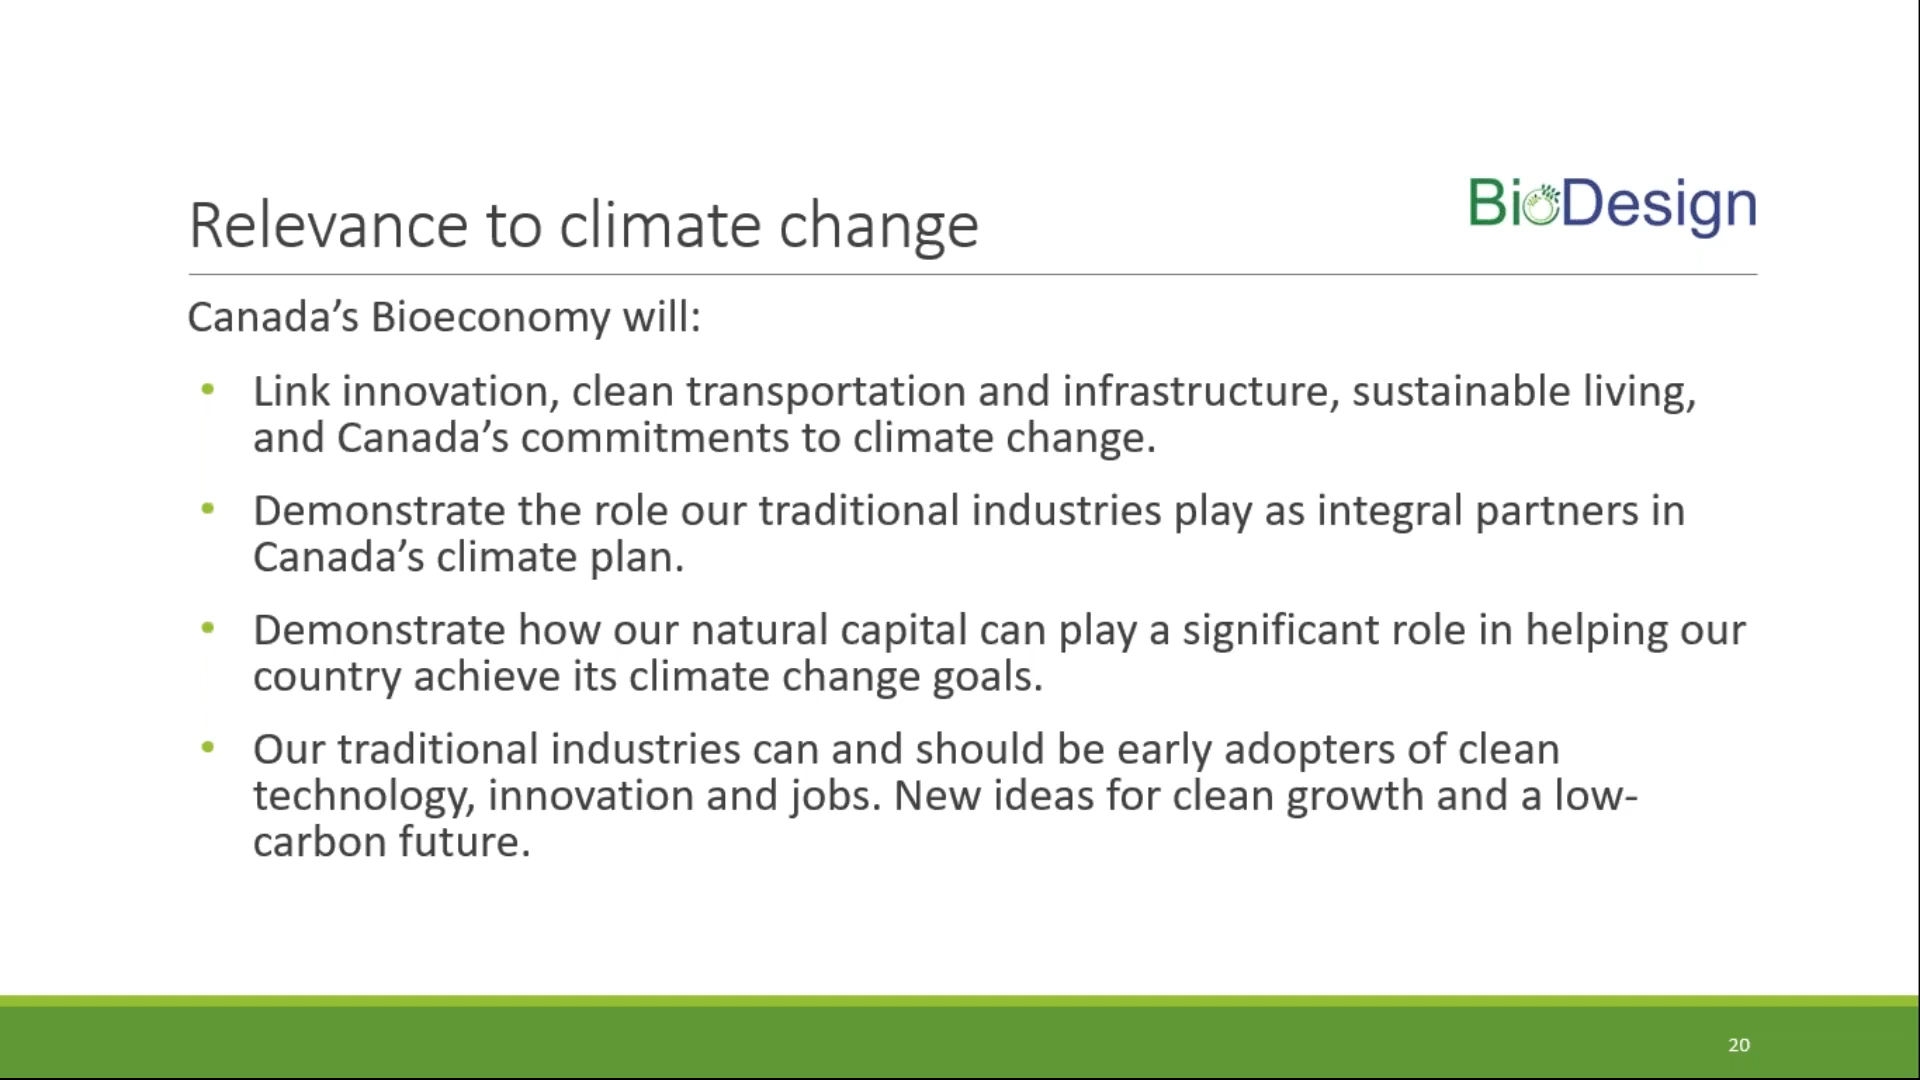 BioDesign
Relevance to climate change
Canada’s Bioeconomy will:
• Link innovation, clean transportation and infrastructure, sustainable living,
and Canada’s commitments to climate change.
• Demonstrate the role our traditional industries play as integral partners in
Canada’s climate plan.
• Demonstrate how our natural capital can play a significant role in helping our
country achieve its climate change goals.
• Our traditional industries can and should be early adopters of clean
technology, innovation and jobs. New ideas for clean growth and a low-
carbon future.
20